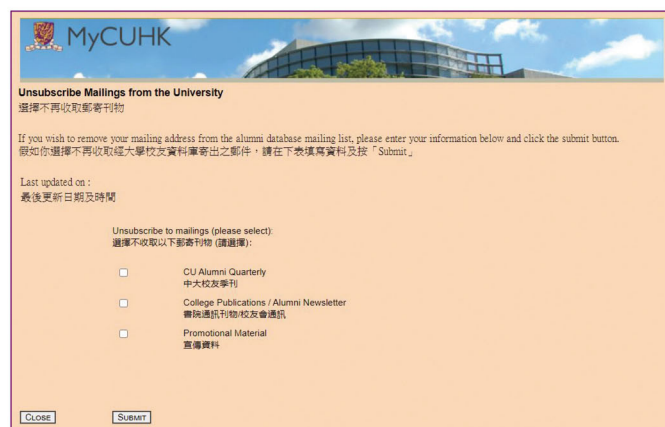 MyCUHK
Unsubscribe Mailings from the University
選擇不再收取郵寄刊物
If you wish to remove your mailing address from the alumni database mailing list, please enter your information below and click the submit button.
假如你選擇不再收取經大學校友資料庫寄出之郵件，請在下表填寫資料及按「Submit」
Last updated on :
最後更新日期及時間
Unsubscribe to mailings (please select):
選擇不收取以下郵寄刊物 (請選擇):
CU Alumni Quarterly
中大校友季刊
College Publications / Alumni Newsletter
書院通訊刊物/校友會通訊
Promotional Material
宣傳資料
CLOSE SUBMIT